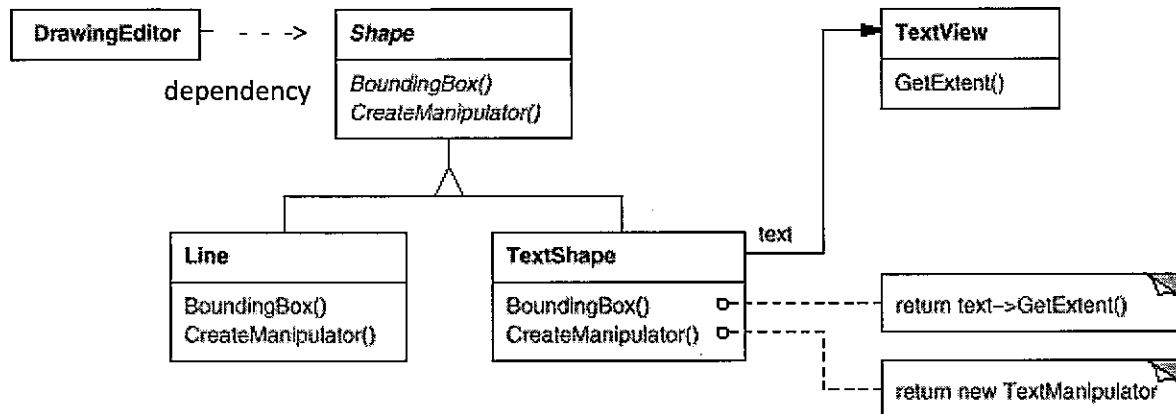 DrawingEditor
dependency
Shape
BoundingBox()
CreateManipulator()
TextView
GetExtent()
Line
BoundingBox()
CreateManipulator()
TextShape
BoundingBox()
CreateManipulator()
text
return text->GetExtent()
return new TextManipulator